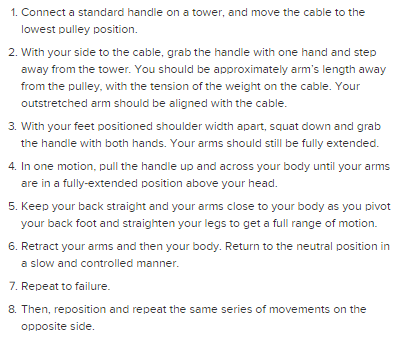 1. Connect a standard handle on a tower, and move the cable to the
lowest pulley position.
2. With your side to the cable, grab the handle with one hand and step
away from the tower. You should be approximately arm's length away
from the pulley, with the tension of the weight on the cable. Your
outstretched arm should be aligned with the cable.
3. With your feet positioned shoulder width apart, squat down and grab
the handle with both hands. Your arms should still be fully extended.
4. In one motion, pull the handle up and across your body until your arms
are in a fully-extended position above your head.
5. Keep your back straight and your arms close to your body as you pivot
your back foot and straighten your legs to get a full range of motion.
6. Retract your arms and then your body. Return to the neutral position in
a slow and controlled manner.
7. Repeat to failure.
8. Then, reposition and repeat the same series of movements on the
opposite side.